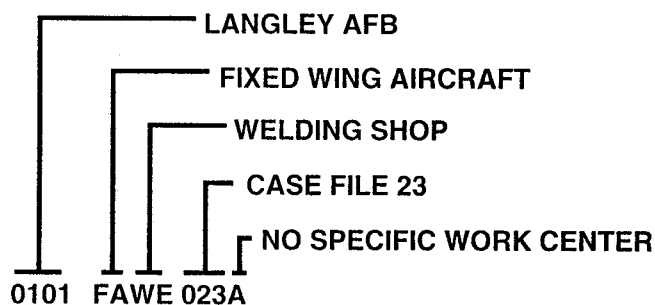 LANGLEY AFB
FIXED WING AIRCRAFT
WELDING SHOP
CASE FILE 23
NO SPECIFIC WORK CENTER
0101 FAWE 023A